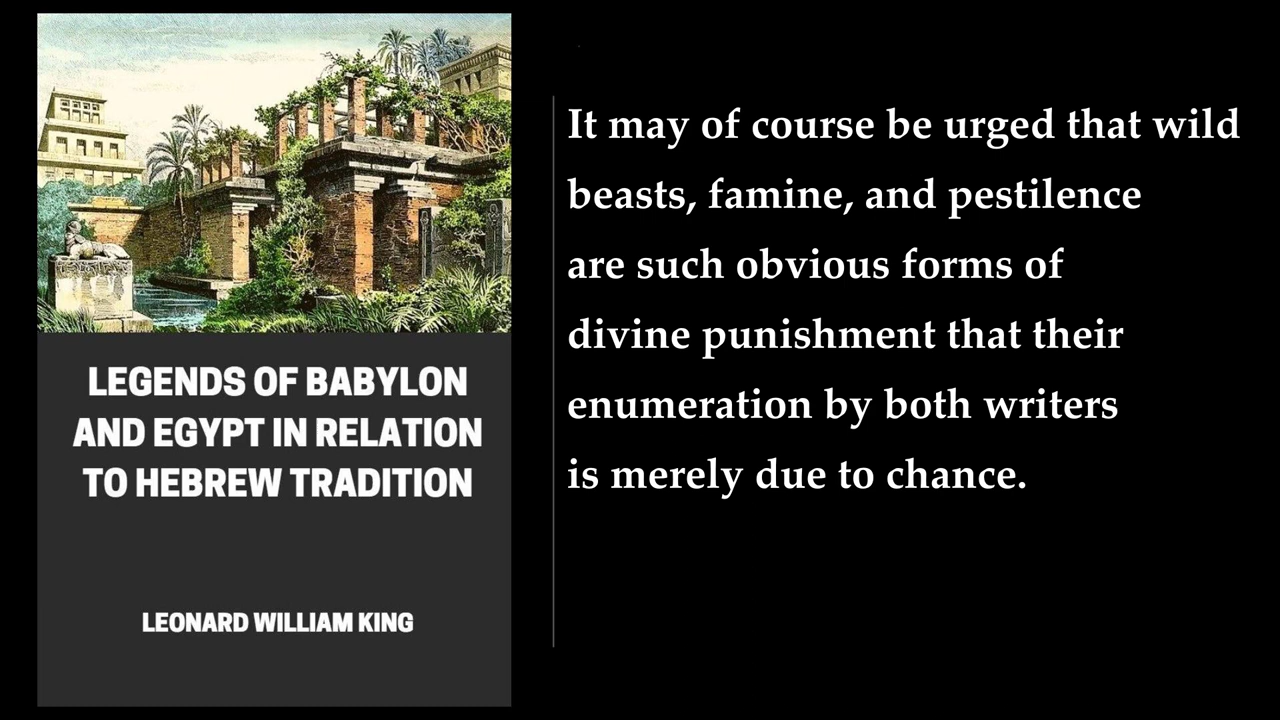 LEGENDS OF BABYLON
AND EGYPT IN RELATION
TO HEBREW TRADITION
LEONARD WILLIAM KING
It may of course be urged that wild
beasts, famine, and pestilence
are such obvious forms of
divine punishment that their
enumeration by both writers
is merely due to chance.